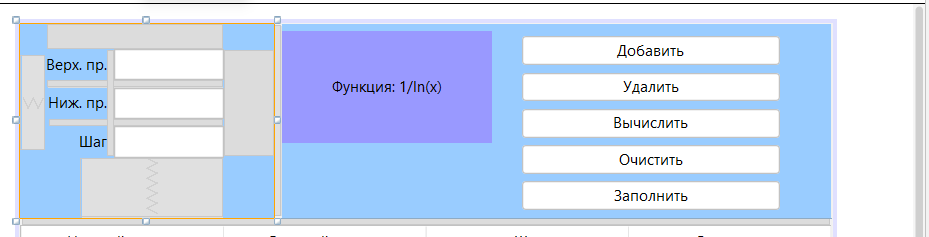 Верх. пр.
Ниж. пр.
Шаг
Функция: 1/ln(x)
Добавить
Удалить
Вычислить
Очистить
Заполнить